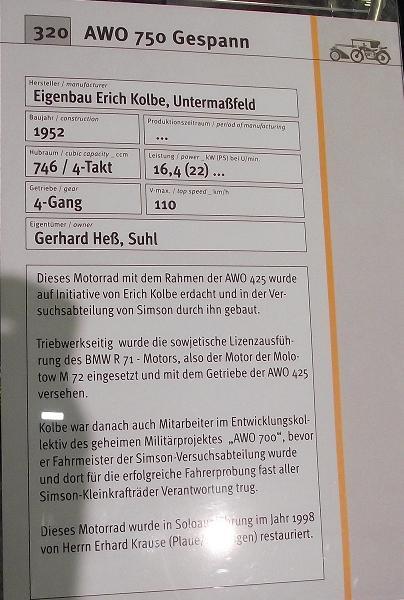 320 AWO 750 Gespann
Hersteller / manufacturer
Eigenbau Erich Kolbe, Untermaßfeld
Baujahr / construction
1952
Produktionszeitraum / period of manufacturing
...
Hubraum / cubic capacity _ ccm
746 / 4-Takt
Leistung / power _ kW (PS) bei U/min.
16,4 (22) ...
Getriebe / gear
4-Gang
V-max. / top speed _ km/h
110
Eigentümer / owner
Gerhard Heß, Suhl
Dieses Motorrad mit dem Rahmen der AWO 425 wurde
auf Initiative von Erich Kolbe erdacht und in der Ver-
suchsabteilung von Simson durch ihn gebaut.
Triebwerkseitig wurde die sowjetische Lizenzausfüh-
rung des BMW R 71 - Motors, also der Motor der Molo-
tow M 72 eingesetzt und mit dem Getriebe der AWO 425
versehen.
Kolbe war danach auch Mitarbeiter im Entwicklungskol-
lektiv des geheimen Militärprojektes „AWO 700“, bevor
er Fahrmeister der Simson-Versuchsabteilung wurde
und dort für die erfolgreiche Fahrerprobung fast aller
Simson-Kleinkrafträder Verantwortung trug.
Dieses Motorrad wurde in Soloausführung im Jahr 1998
von Herrn Erhard Krause (Plaue/ restauriert.